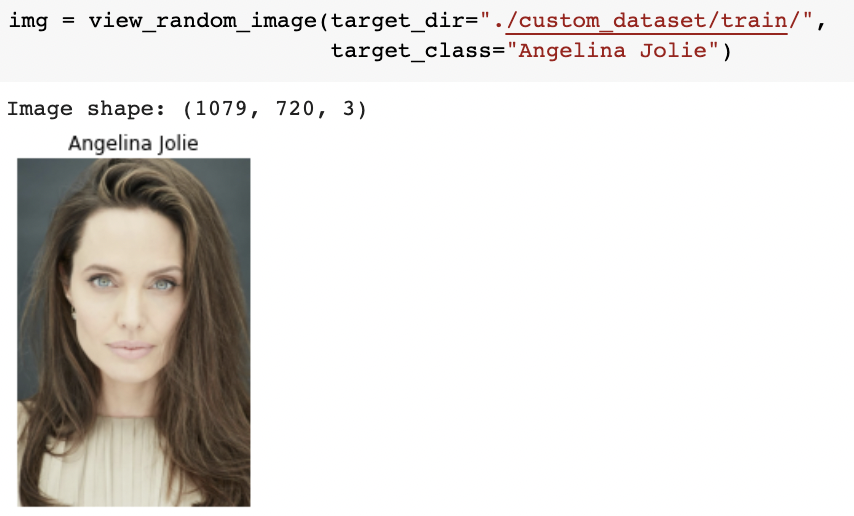 img = view_random_image(target_dir="./custom_dataset/train/",
target_class="Angelina Jolie")
Image shape: (1079, 720, 3)
Angelina Jolie